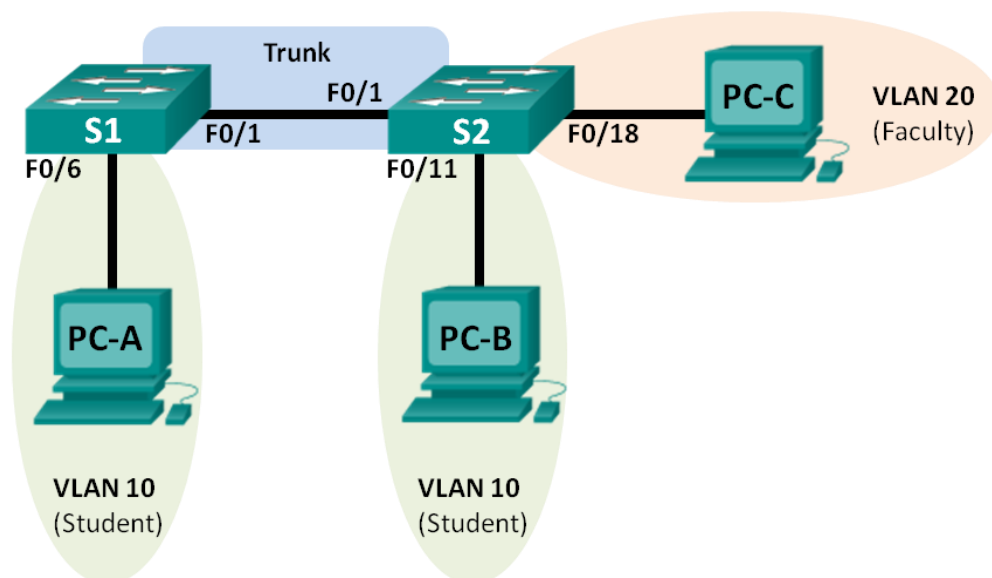 Trunk
F0/1
S1
F0/1
F0/6
S2
F0/11
F0/18
PC-C
VLAN 20
(Faculty)
PC-A
PC-B
VLAN 10
(Student)
VLAN 10
(Student)